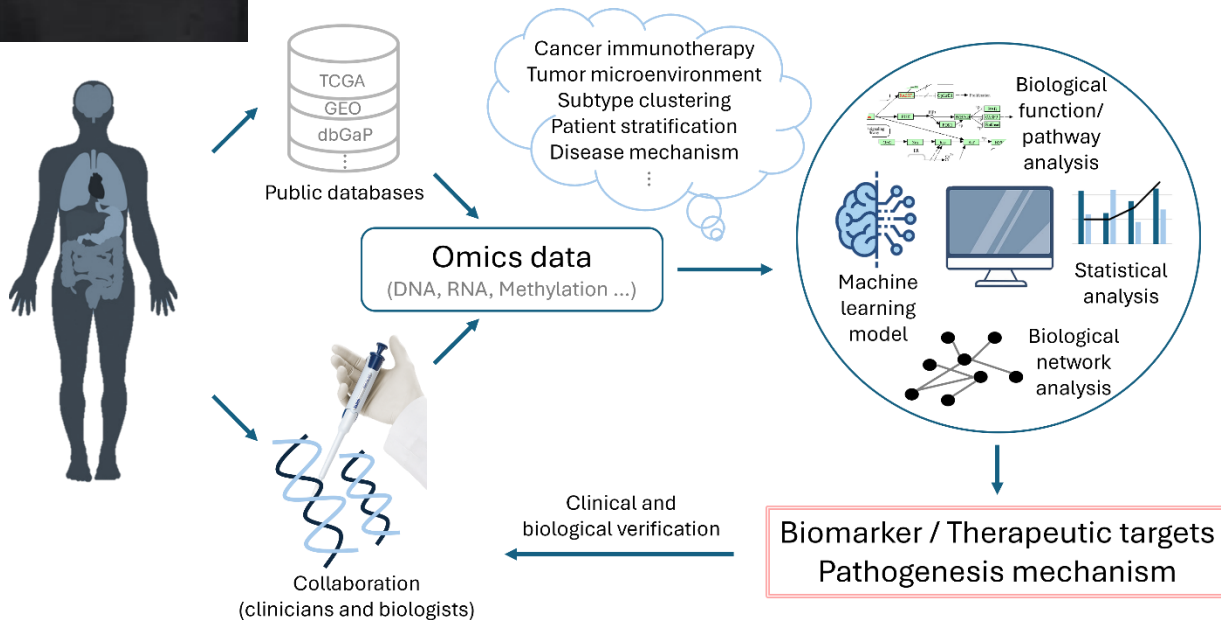 TCGA
GEO
dbGaP
⋮
Public databases
Cancer immunotherapy
Tumor microenvironment
Subtype clustering
Patient stratification
Disease mechanism
⋮
Omics data
(DNA, RNA, Methylation ...)
Biological
function/
pathway
analysis
Machine
learning
model
Statistical
analysis
Biological
network
analysis
Clinical and
biological verification
Collaboration
(clinicians and biologists)
Biomarker / Therapeutic targets
Pathogenesis mechanism